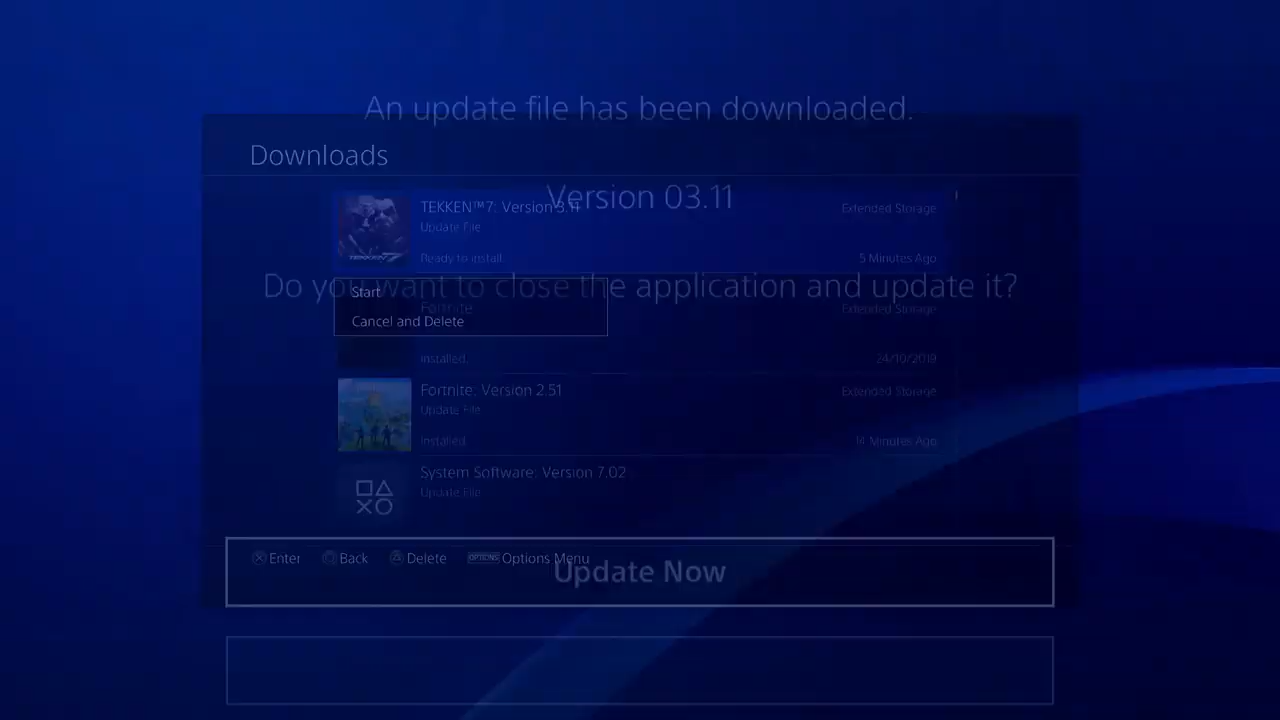 An update file has been downloaded.
Downloads
Version 03.11
TEKKEN™7: Version 3.11
Extended Storage
Update File
Ready to install.
5 Minutes Ago
Do you want to close the application and update it?
Start
Fortnite
Extended Storage
Cancel and Delete
Installed.
24/10/2019
Fortnite: Version 2.51
Extended Storage
Update File
Installed.
14 Minutes Ago
System Software: Version 7.02
Update File
Enter Back Delete OPTIONS Options Menu
Update Now